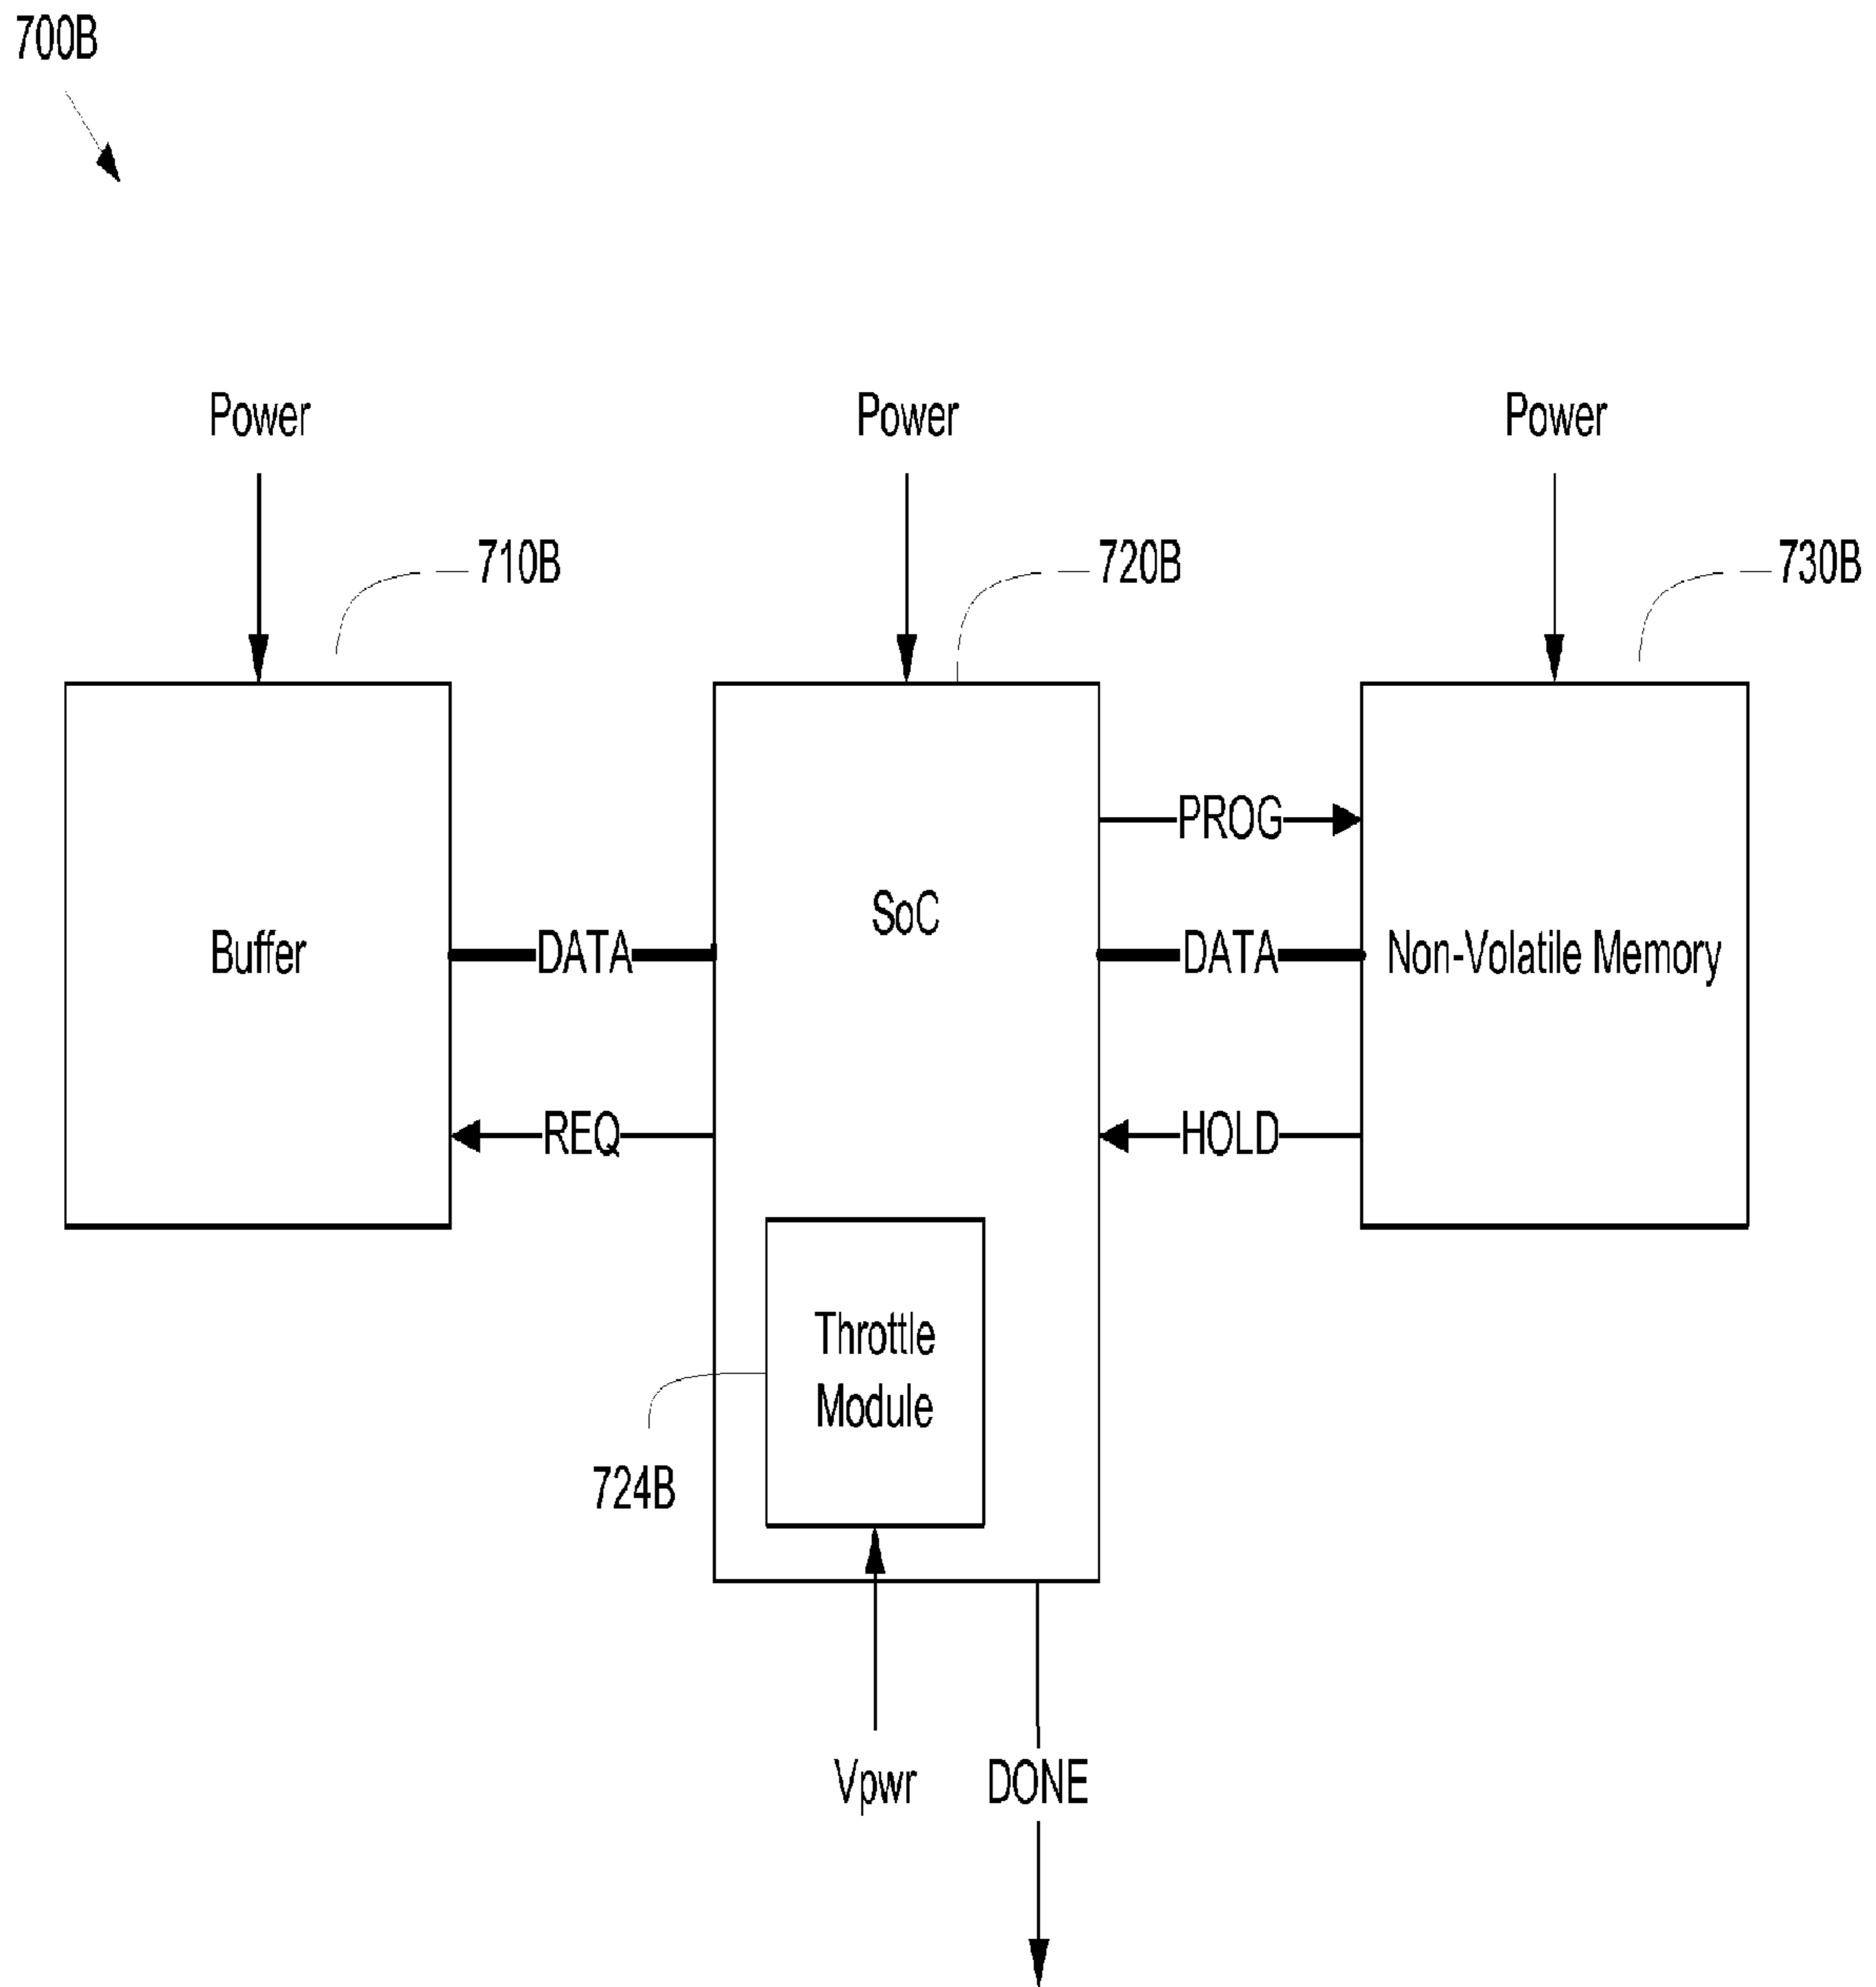 700B
Power
Power
Power
710B
720B
730B
PROG
SoC
Buffer
DATA
DATA
Non-Volatile Memory
REQ
HOLD
Throttle
Module
724B
Vpwr
DONE